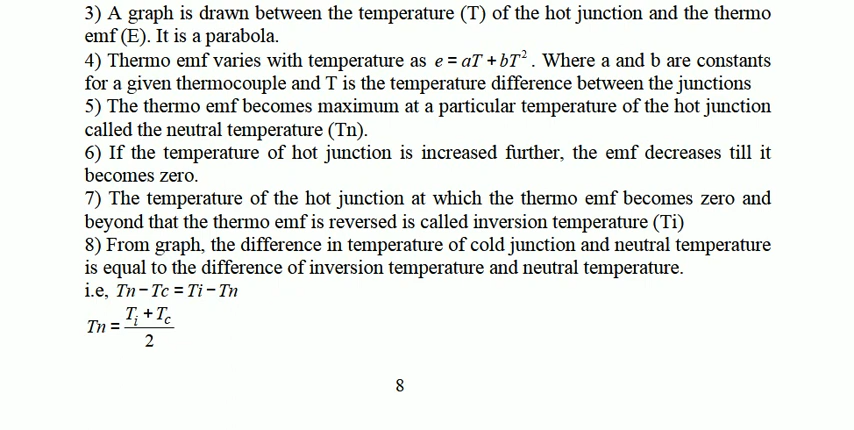 3) A graph is drawn between the temperature (T) of the hot junction and the thermo
emf (E). It is a parabola.
4) Thermo emf varies with temperature as e = aT + bT². Where a and b are constants
for a given thermocouple and T is the temperature difference between the junctions
5) The thermo emf becomes maximum at a particular temperature of the hot junction
called the neutral temperature (Tn).
6) If the temperature of hot junction is increased further, the emf decreases till it
becomes zero.
7) The temperature of the hot junction at which the thermo emf becomes zero and
beyond that the thermo emf is reversed is called inversion temperature (Ti)
8) From graph, the difference in temperature of cold junction and neutral temperature
is equal to the difference of inversion temperature and neutral temperature.
i.e, Tn − Tc = Ti − Tn
Tn = (T_i + T_c) / 2
8